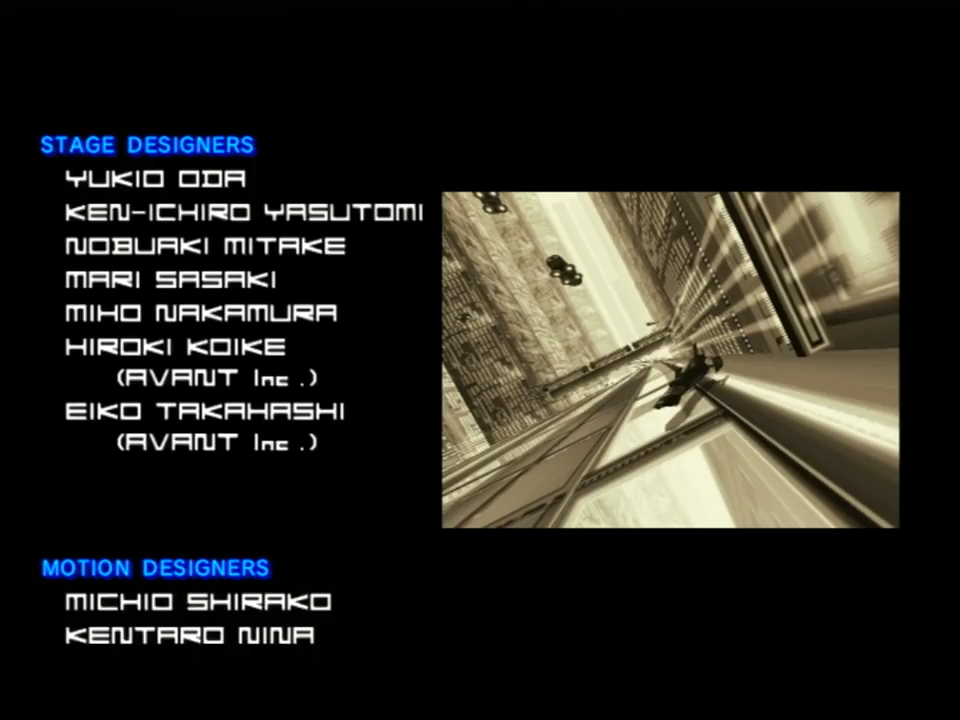 STAGE DESIGNERS
YUKIO ODA
KEN-ICHIRO YASUTOMI
NOBUAKI MITAKE
MARI SASAKI
MIHO NAKAMURA
HIROKI KOIKE
(AVANT Inc .)
EIKO TAKAHASHI
(AVANT Inc .)
MOTION DESIGNERS
MICHIO SHIRAKO
KENTARO NINA